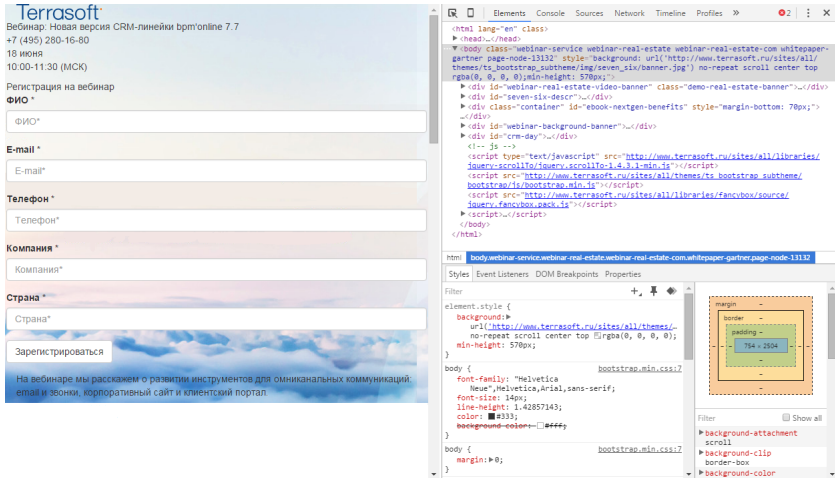 Terrasoft
Вебинар: Новая версия CRM-линейки bpm'online 7.7
+7 (495) 280-16-80
18 июня
10:00-11:30 (МСК)
Регистрация на вебинар
ФИО *
ФИО*
E-mail *
E-mail*
Телефон *
Телефон*
Компания *
Компания*
Страна *
Страна*
Зарегистрироваться
На вебинаре мы расскажем о развитии инструментов для омниканальных коммуникаций:
email и звонки, корпоративный сайт и клиентский портал
Elements Console Sources Network Timeline Profiles » 2
<html lang="en" class>
<head>…</head>
<body class="webinar-service webinar-real-estate webinar-real-estate-com whitepaper-
gartner page-node-13132" style="background: url('http://www.terrasoft.ru/sites/all/
themes/ts_bootstrap_subtheme/img/seven_six/banner.jpg') no-repeat scroll center top
rgba(0, 0, 0, 0);min-height: 570px;">
<div id="webinar-real-estate-video-banner" class="demo-real-estate-banner">…</div>
<div id="seven-six-descr">…</div>
<div class="container" id="ebook-nextgen-benefits" style="margin-bottom: 70px;">
…</div>
<div id="webinar-background-banner">…</div>
<div id="crm-day">…</div>
<!-- js -->
<script type="text/javascript" src="http://www.terrasoft.ru/sites/all/libraries/
jquery-scrollTo/jquery.scrollTo-1.4.3.1-min.js"></script>
<script src="http://www.terrasoft.ru/sites/all/themes/ts_bootstrap_subtheme/
bootstrap/js/bootstrap.min.js"></script>
<script src="http://www.terrasoft.ru/sites/all/libraries/fancybox/source/
jquery.fancybox.pack.js"></script>
<script>…</script>
</body>
</html>
html body.webinar-service.webinar-real-estate.webinar-real-estate-com.whitepaper-gartner.page-node-13132
Styles Event Listeners DOM Breakpoints Properties
Filter
element.style {
background:
url('http://www.terrasoft.ru/sites/all/themes/…
no-repeat scroll center top rgba(0, 0, 0, 0);
min-height: 570px;
}
body { bootstrap.min.css:7
font-family: "Helvetica
Neue",Helvetica,Arial,sans-serif;
font-size: 14px;
line-height: 1.42857143;
color: #333;
background-color: #fff;
}
body { bootstrap.min.css:7
margin: 0;
}
margin –
border –
padding –
754 × 2504
Filter Show all
background-attachment
scroll
background-clip
border-box
background-color